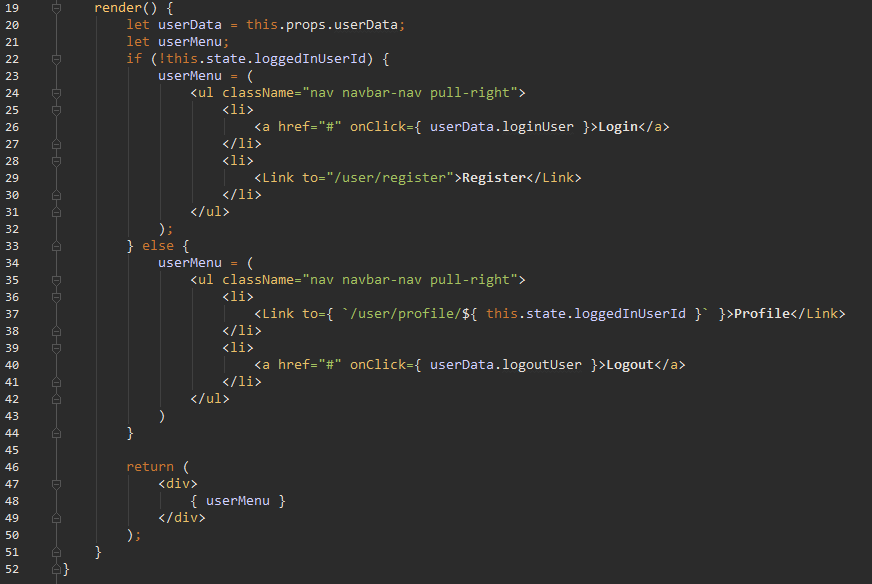 19 render() {
20 let userData = this.props.userData;
21 let userMenu;
22 if (!this.state.loggedInUserId) {
23 userMenu = (
24 <ul className="nav navbar-nav pull-right">
25 <li>
26 <a href="#" onClick={ userData.loginUser }>Login</a>
27 </li>
28 <li>
29 <Link to="/user/register">Register</Link>
30 </li>
31 </ul>
32 );
33 } else {
34 userMenu = (
35 <ul className="nav navbar-nav pull-right">
36 <li>
37 <Link to={ `/user/profile/${ this.state.loggedInUserId }` }>Profile</Link>
38 </li>
39 <li>
40 <a href="#" onClick={ userData.logoutUser }>Logout</a>
41 </li>
42 </ul>
43 )
44 }
45
46 return (
47 <div>
48 { userMenu }
49 </div>
50 );
51 }
52 }